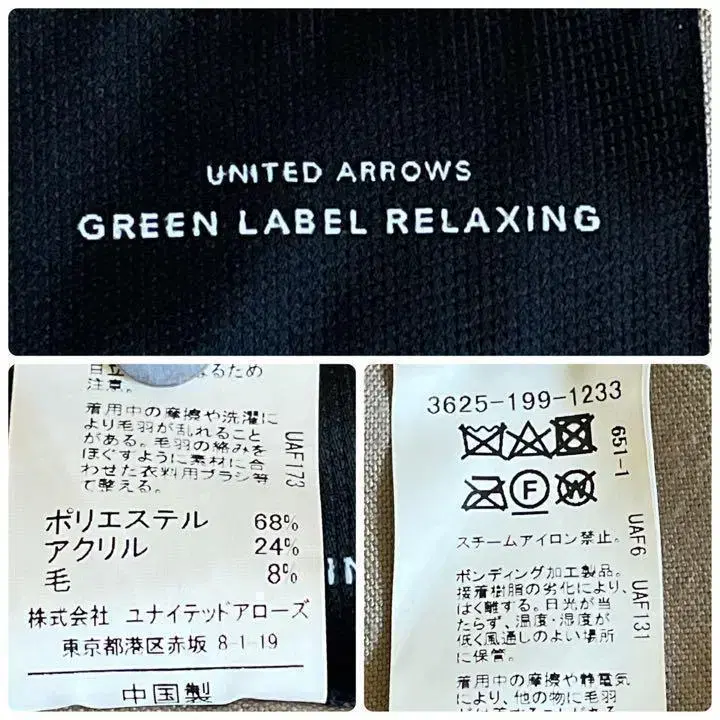 UNITED ARROWS
GREEN LABEL RELAXING
るため
注意。
着用中の摩擦や洗濯に
より毛羽が乱れること
がある。毛羽の絡みを
ほぐすように素材に合
わせた衣料用ブラシ等
で整える。
UAF173
ポリエステル 68%
アクリル 24%
毛 8%
株式会社 ユナイテッドアローズ
東京都港区赤坂 8-1-19
中国製
IN
3625-199-1233
F
W
651-1
UAF6 UAF131
スチームアイロン禁止。
ボンディング加工製品。
接着樹脂の劣化により、
はく離する。日光が当
たらず、温度・湿度が
低く風通しのよい場所
に保管。
着用中の摩擦や静電気
により、他の物に毛羽